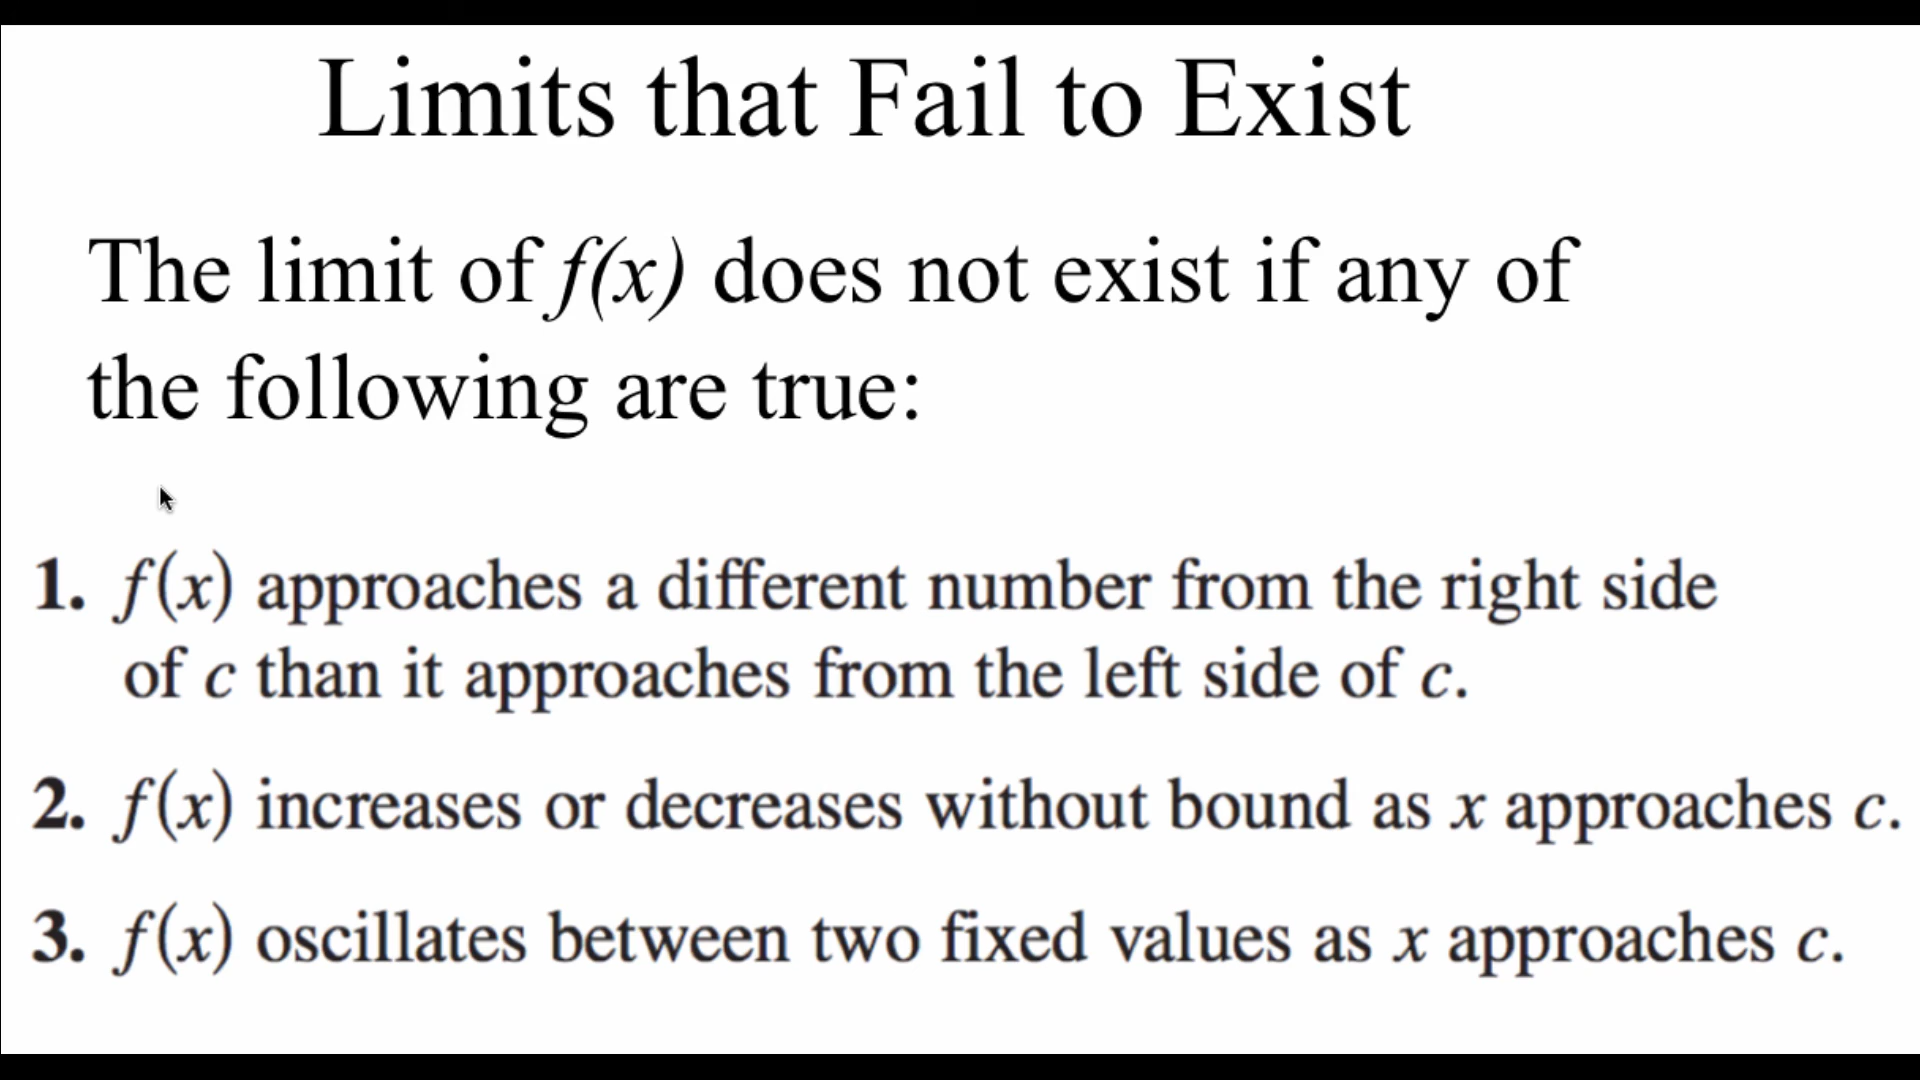 Limits that Fail to Exist
The limit of f(x) does not exist if any of
the following are true:
1. f(x) approaches a different number from the right side
of c than it approaches from the left side of c.
2. f(x) increases or decreases without bound as x approaches c.
3. f(x) oscillates between two fixed values as x approaches c.